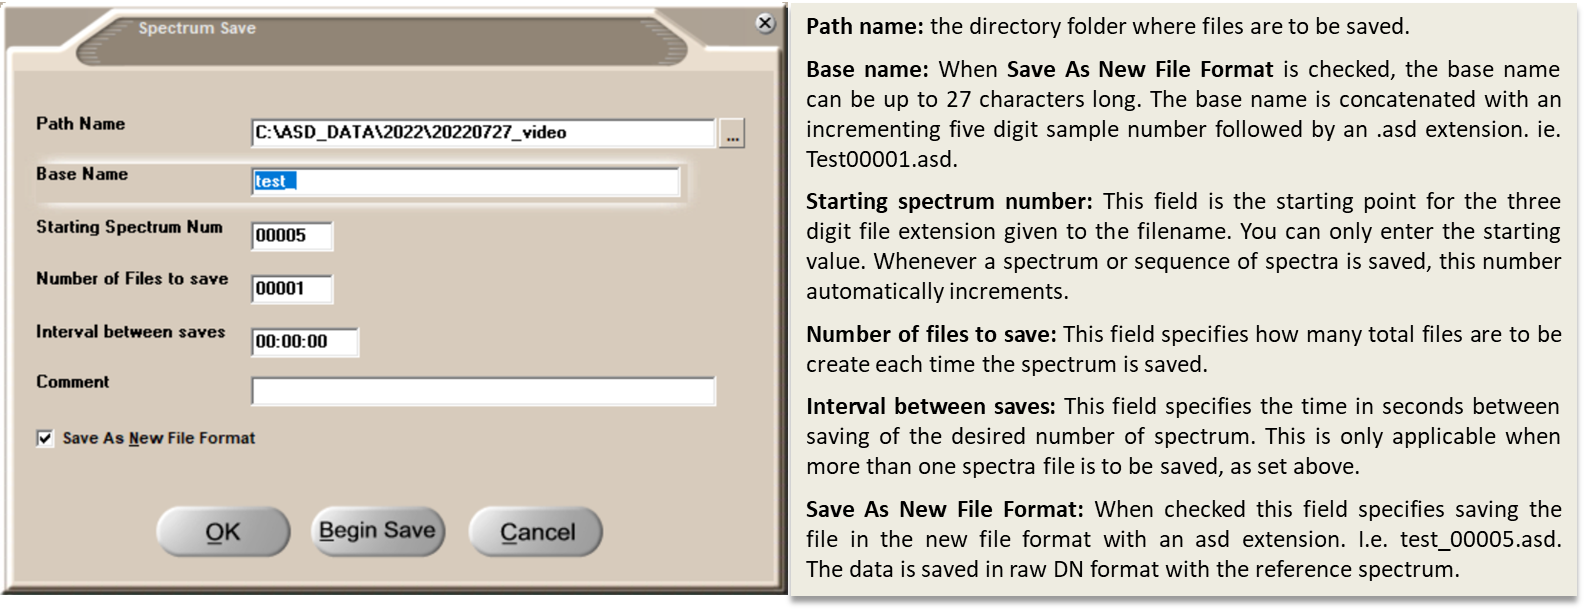 Spectrum Save
Path Name
C:\ASD_DATA\2022\20220727_video
...
Base Name
test_
Starting Spectrum Num
00005
Number of Files to save
00001
Interval between saves
00:00:00
Comment
Save As New File Format
OK
Begin Save
Cancel
Path name: the directory folder where files are to be saved.
Base name: When Save As New File Format is checked, the base name
can be up to 27 characters long. The base name is concatenated with an
incrementing five digit sample number followed by an .asd extension. ie.
Test00001.asd.
Starting spectrum number: This field is the starting point for the three
digit file extension given to the filename. You can only enter the starting
value. Whenever a spectrum or sequence of spectra is saved, this number
automatically increments.
Number of files to save: This field specifies how many total files are to be
create each time the spectrum is saved.
Interval between saves: This field specifies the time in seconds between
saving of the desired number of spectrum. This is only applicable when
more than one spectra file is to be saved, as set above.
Save As New File Format: When checked this field specifies saving the
file in the new file format with an asd extension. I.e. test_00005.asd.
The data is saved in raw DN format with the reference spectrum.